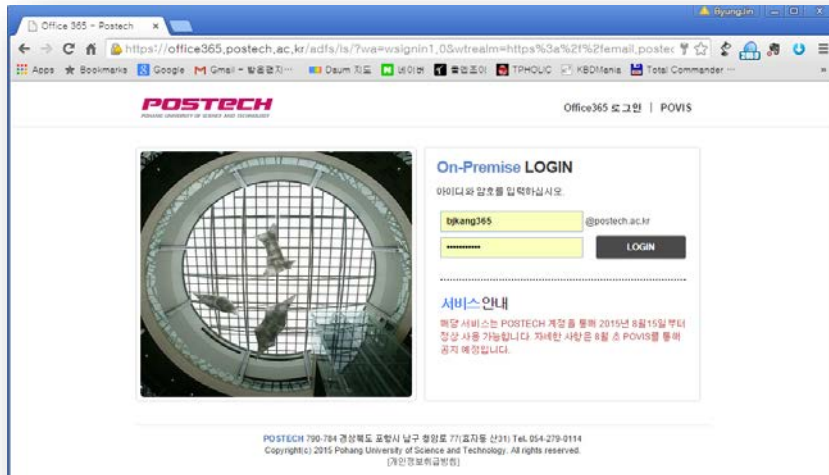 ByungJin
Office 365 - Postech
https://office365.postech.ac.kr/adfs/ls/?wa=wsignin1.0&wtrealm=https%3a%2f%2femail.postec
Apps Bookmarks Google Gmail - Daum 지도 네이버 TPHOLIC KBDMania Total Commander ...
POSTECH
POHANG UNIVERSITY OF SCIENCE AND TECHNOLOGY
Office365 로그인 | POVIS
On-Premise LOGIN
아이디와 암호를 입력하십시오.
bjkang365 @postech.ac.kr
LOGIN
서비스 안내
해당 서비스는 POSTECH 계정을 통해 2015년 8월15일부터
정상 사용 가능합니다. 자세한 사항은 8월 초 POVIS를 통해
공지 예정입니다.
POSTECH 790-784 경상북도 포항시 남구 청암로 77(효자동 산31) Tel. 054-279-0114
Copyright(c) 2015 Pohang University of Science and Technology. All rights reserved.
[개인정보취급방침]